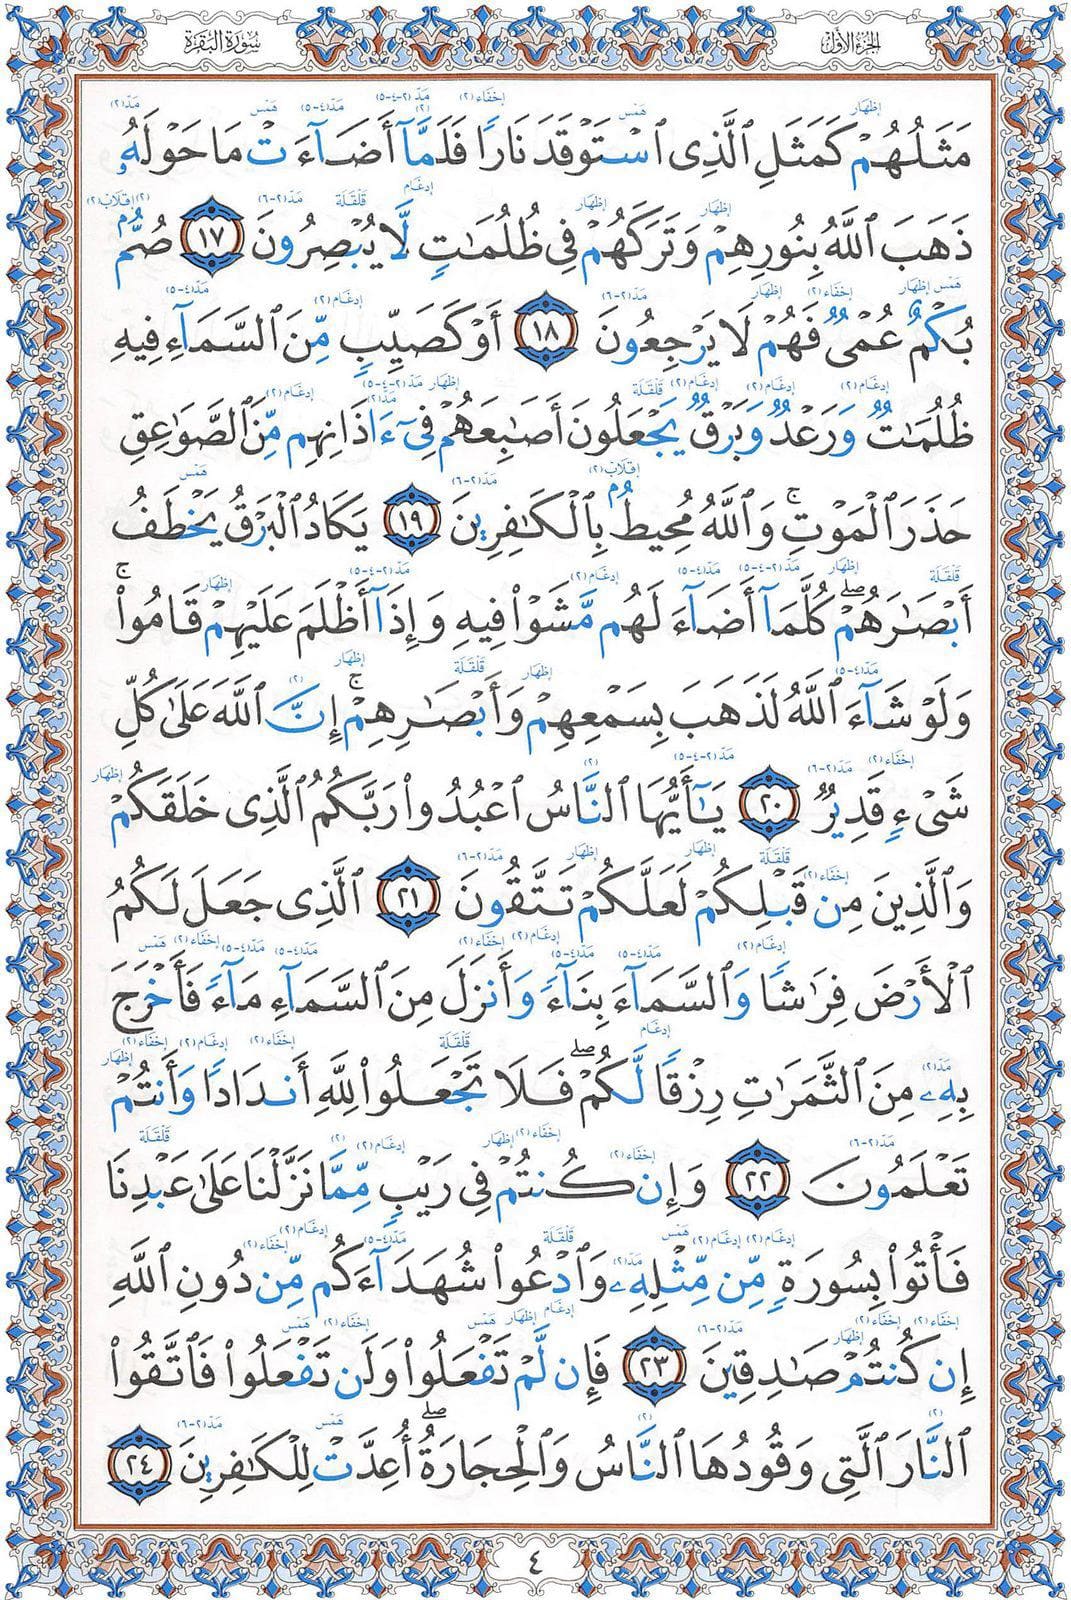 الجزء الأول
سورة البقرة
مَثَلُهُمْ كَمَثَلِ ٱلَّذِى ٱسْتَوْقَدَ نَارًا فَلَمَّآ أَضَآءَتْ مَا حَوْلَهُۥ
ذَهَبَ ٱللَّهُ بِنُورِهِمْ وَتَرَكَهُمْ فِى ظُلُمَٰتٍ لَّا يُبْصِرُونَ ١٧ صُمٌّۢ
بُكْمٌ عُمْىٌ فَهُمْ لَا يَرْجِعُونَ ١٨ أَوْ كَصَيِّبٍ مِّنَ ٱلسَّمَآءِ فِيهِ
ظُلُمَٰتٌ وَرَعْدٌ وَبَرْقٌ يَجْعَلُونَ أَصَٰبِعَهُمْ فِىٓ ءَاذَانِهِم مِّنَ ٱلصَّوَٰعِقِ
حَذَرَ ٱلْمَوْتِ ۚ وَٱللَّهُ مُحِيطٌۢ بِٱلْكَٰفِرِينَ ١٩ يَكَادُ ٱلْبَرْقُ يَخْطَفُ
أَبْصَٰرَهُمْ ۖ كُلَّمَآ أَضَآءَ لَهُم مَّشَوْا۟ فِيهِ وَإِذَآ أَظْلَمَ عَلَيْهِمْ قَامُوا۟ ۚ
وَلَوْ شَآءَ ٱللَّهُ لَذَهَبَ بِسَمْعِهِمْ وَأَبْصَٰرِهِمْ ۚ إِنَّ ٱللَّهَ عَلَىٰ كُلِّ
شَىْءٍ قَدِيرٌ ٢٠ يَٰٓأَيُّهَا ٱلنَّاسُ ٱعْبُدُوا۟ رَبَّكُمُ ٱلَّذِى خَلَقَكُمْ
وَٱلَّذِينَ مِن قَبْلِكُمْ لَعَلَّكُمْ تَتَّقُونَ ٢١ ٱلَّذِى جَعَلَ لَكُمُ
ٱلْأَرْضَ فِرَٰشًا وَٱلسَّمَآءَ بِنَآءً وَأَنزَلَ مِنَ ٱلسَّمَآءِ مَآءً فَأَخْرَجَ
بِهِۦ مِنَ ٱلثَّمَرَٰتِ رِزْقًا لَّكُمْ ۖ فَلَا تَجْعَلُوا۟ لِلَّهِ أَندَادًا وَأَنتُمْ
تَعْلَمُونَ ٢٢ وَإِن كُنتُمْ فِى رَيْبٍ مِّمَّا نَزَّلْنَا عَلَىٰ عَبْدِنَا
فَأْتُوا۟ بِسُورَةٍ مِّن مِّثْلِهِۦ وَٱدْعُوا۟ شُهَدَآءَكُم مِّن دُونِ ٱللَّهِ
إِن كُنتُمْ صَٰدِقِينَ ٢٣ فَإِن لَّمْ تَفْعَلُوا۟ وَلَن تَفْعَلُوا۟ فَٱتَّقُوا۟
ٱلنَّارَ ٱلَّتِى وَقُودُهَا ٱلنَّاسُ وَٱلْحِجَارَةُ ۖ أُعِدَّتْ لِلْكَٰفِرِينَ ٢٤
٤